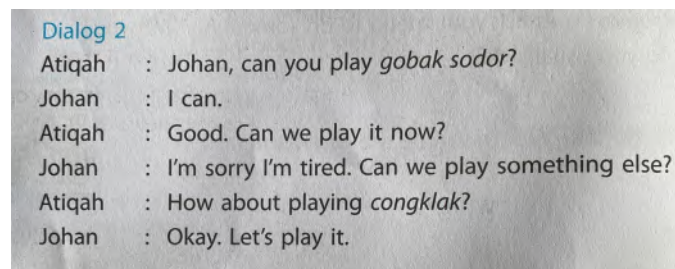 Dialog 2
Atiqah : Johan, can you play gobak sodor?
Johan : I can.
Atiqah : Good. Can we play it now?
Johan : I'm sorry I'm tired. Can we play something else?
Atiqah : How about playing congklak?
Johan : Okay. Let's play it.